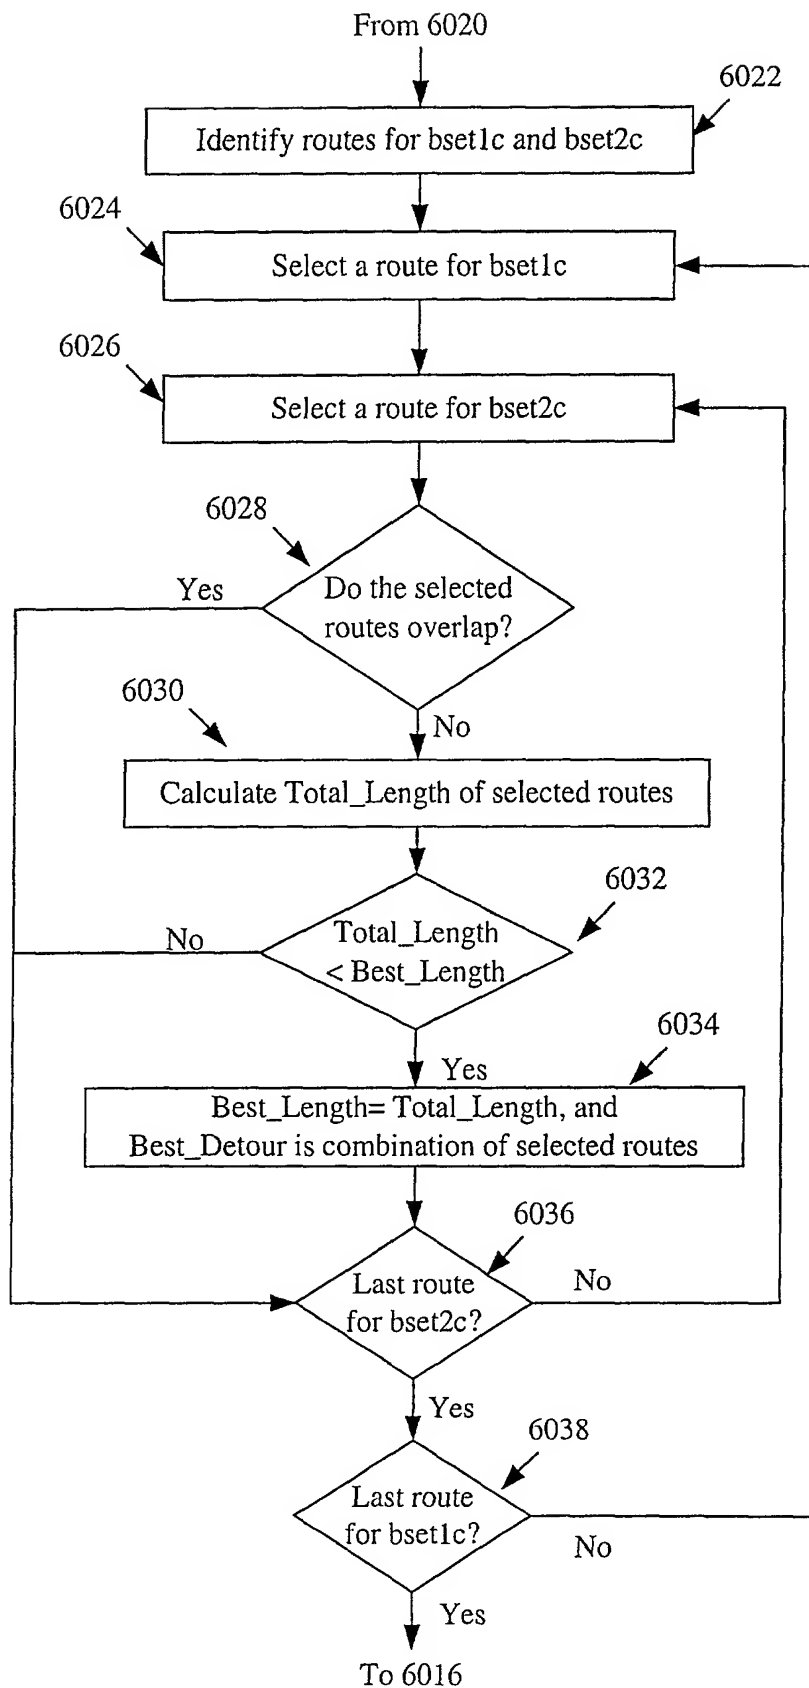 From 6020
6022
Identify routes for bset1c and bset2c
6024
Select a route for bset1c
6026
Select a route for bset2c
6028
Yes
Do the selected
routes overlap?
6030
No
Calculate Total_Length of selected routes
6032
No
Total_Length
< Best_Length
6034
Yes
Best_Length= Total_Length, and
Best_Detour is combination of selected routes
6036
Last route
for bset2c?
No
Yes
6038
Last route
for bset1c?
No
Yes
To 6016